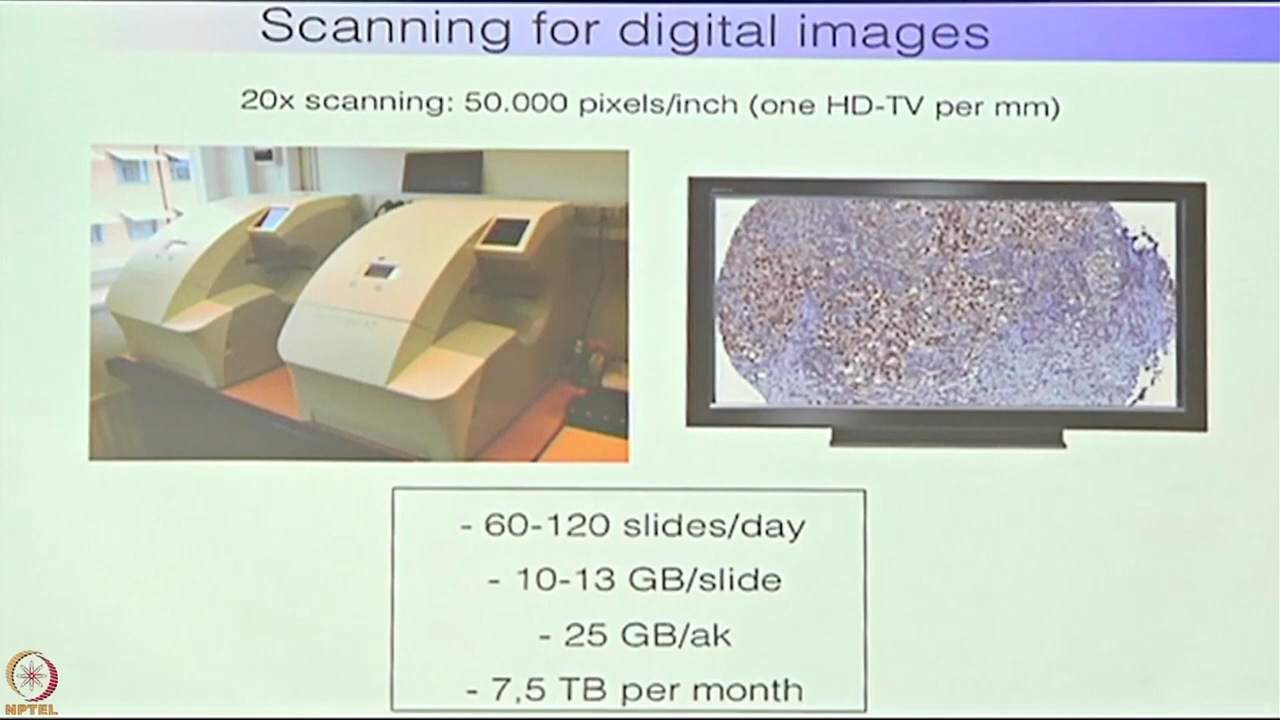 Scanning for digital images
20x scanning: 50.000 pixels/inch (one HD-TV per mm)
- 60-120 slides/day
- 10-13 GB/slide
- 25 GB/ak
- 7,5 TB per month
NPTEL